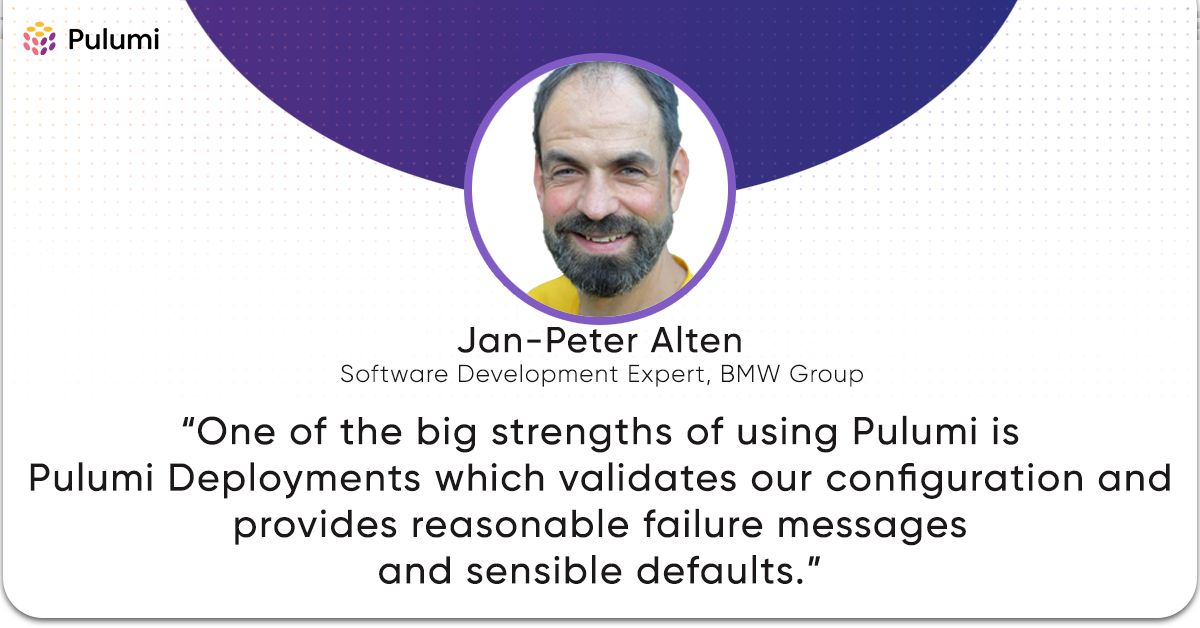 Pulumi
Jan-Peter Alten
Software Development Expert, BMW Group
“One of the big strengths of using Pulumi is
Pulumi Deployments which validates our configuration and
provides reasonable failure messages
and sensible defaults.”